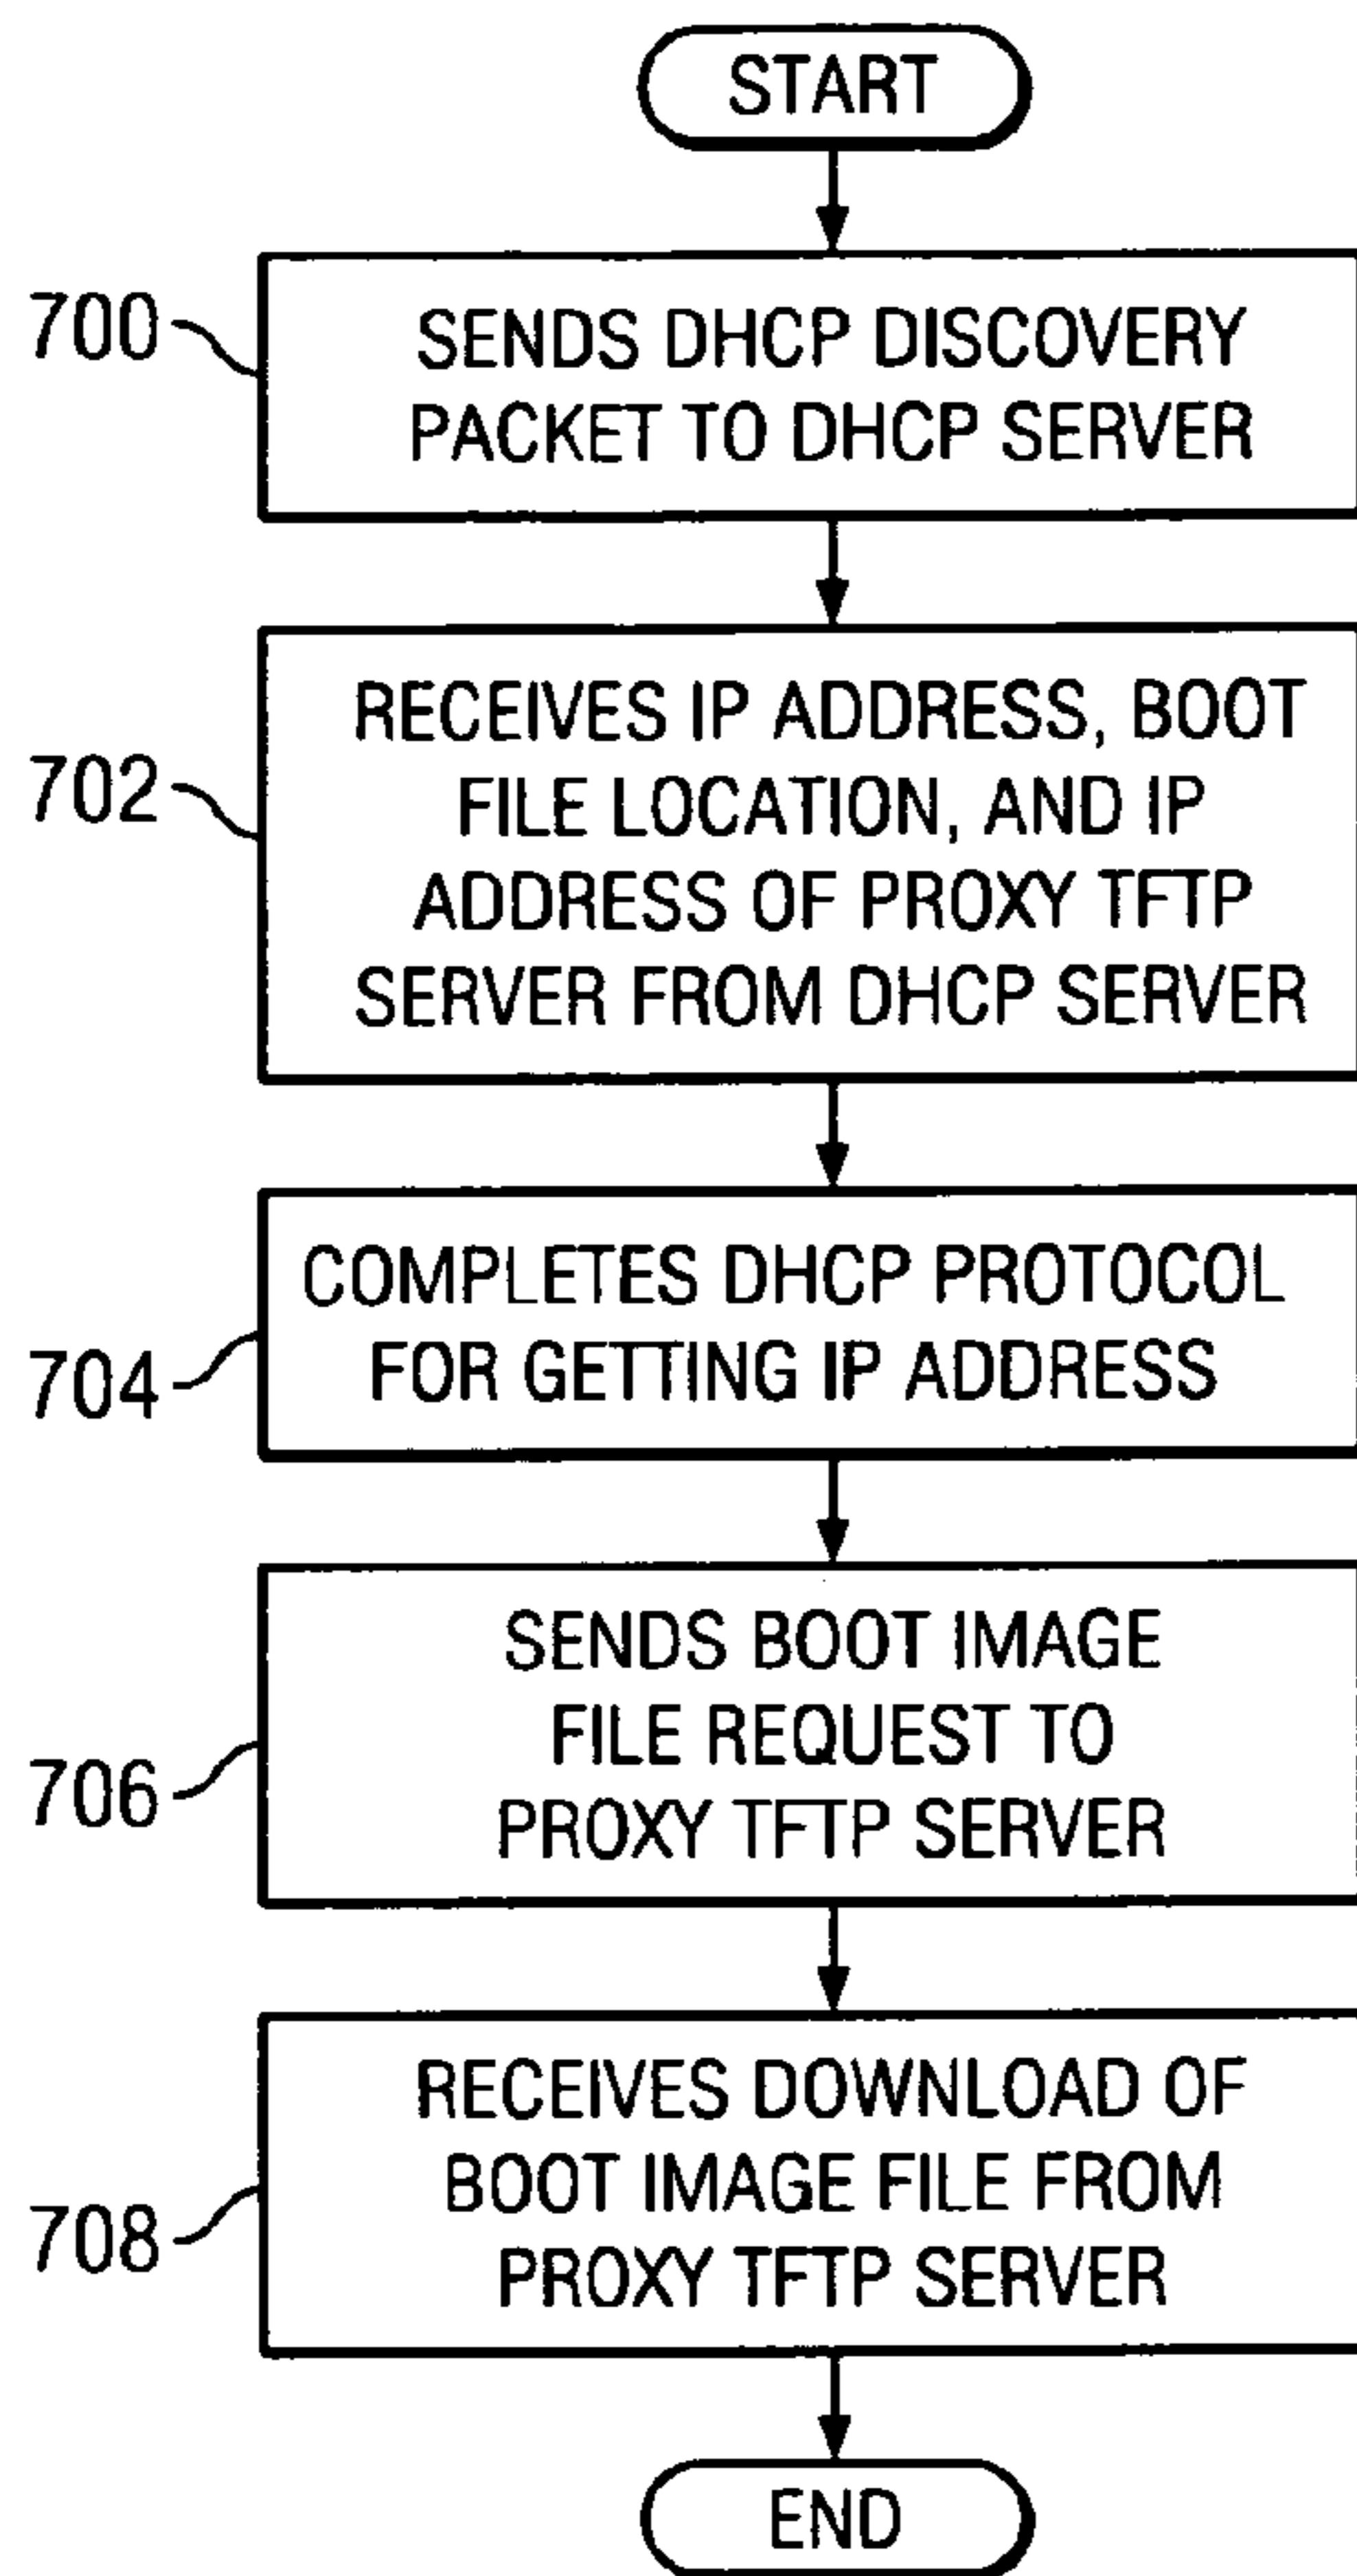 START
700
SENDS DHCP DISCOVERY
PACKET TO DHCP SERVER
702
RECEIVES IP ADDRESS, BOOT
FILE LOCATION, AND IP
ADDRESS OF PROXY TFTP
SERVER FROM DHCP SERVER
704
COMPLETES DHCP PROTOCOL
FOR GETTING IP ADDRESS
706
SENDS BOOT IMAGE
FILE REQUEST TO
PROXY TFTP SERVER
708
RECEIVES DOWNLOAD OF
BOOT IMAGE FILE FROM
PROXY TFTP SERVER
END